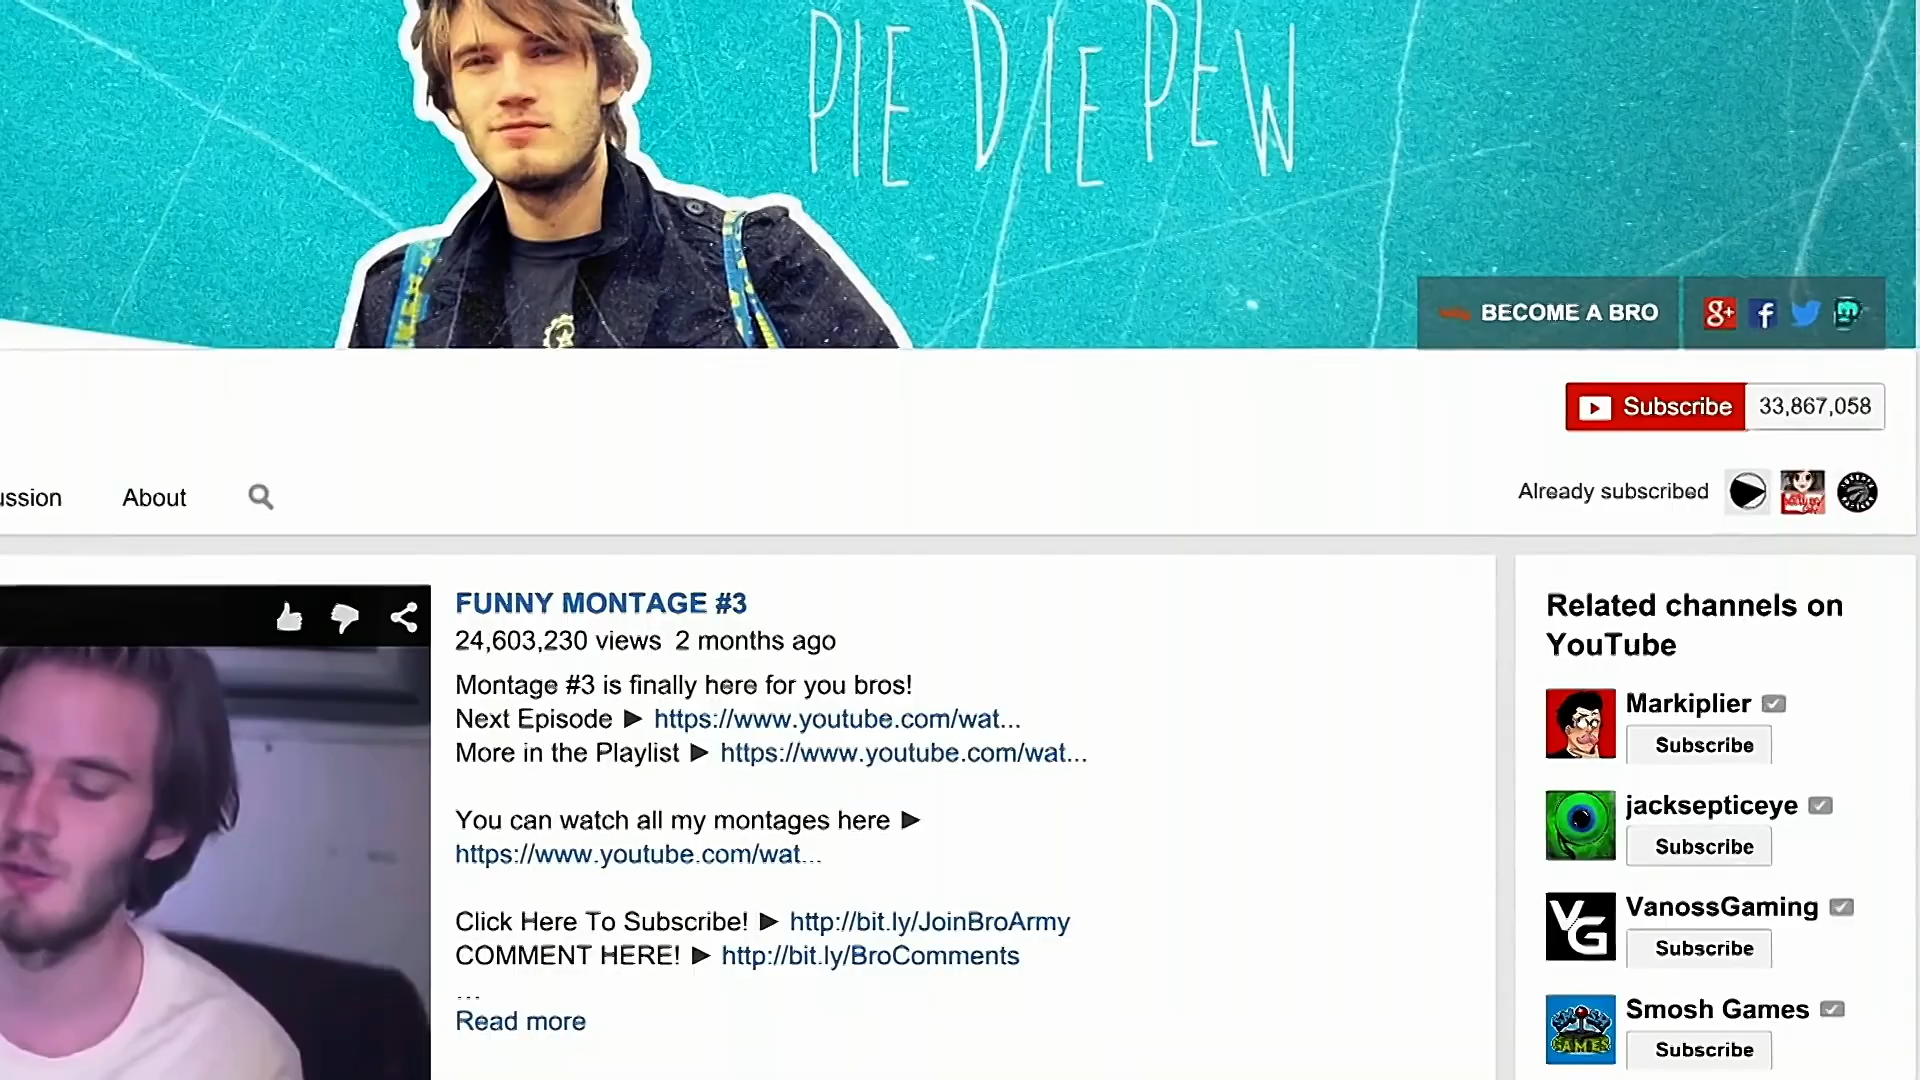 PIE DIE PEW
BECOME A BRO
Subscribe 33,867,058
ussion About
Already subscribed
FUNNY MONTAGE #3
24,603,230 views 2 months ago
Montage #3 is finally here for you bros!
Next Episode ► https://www.youtube.com/wat...
More in the Playlist ► https://www.youtube.com/wat...
You can watch all my montages here ►
https://www.youtube.com/wat...
Click Here To Subscribe! ► http://bit.ly/JoinBroArmy
COMMENT HERE! ► http://bit.ly/BroComments
...
Read more
Related channels on
YouTube
Markiplier
Subscribe
jacksepticeye
Subscribe
VG
VanossGaming
Subscribe
Smosh Games
GAMES
Subscribe